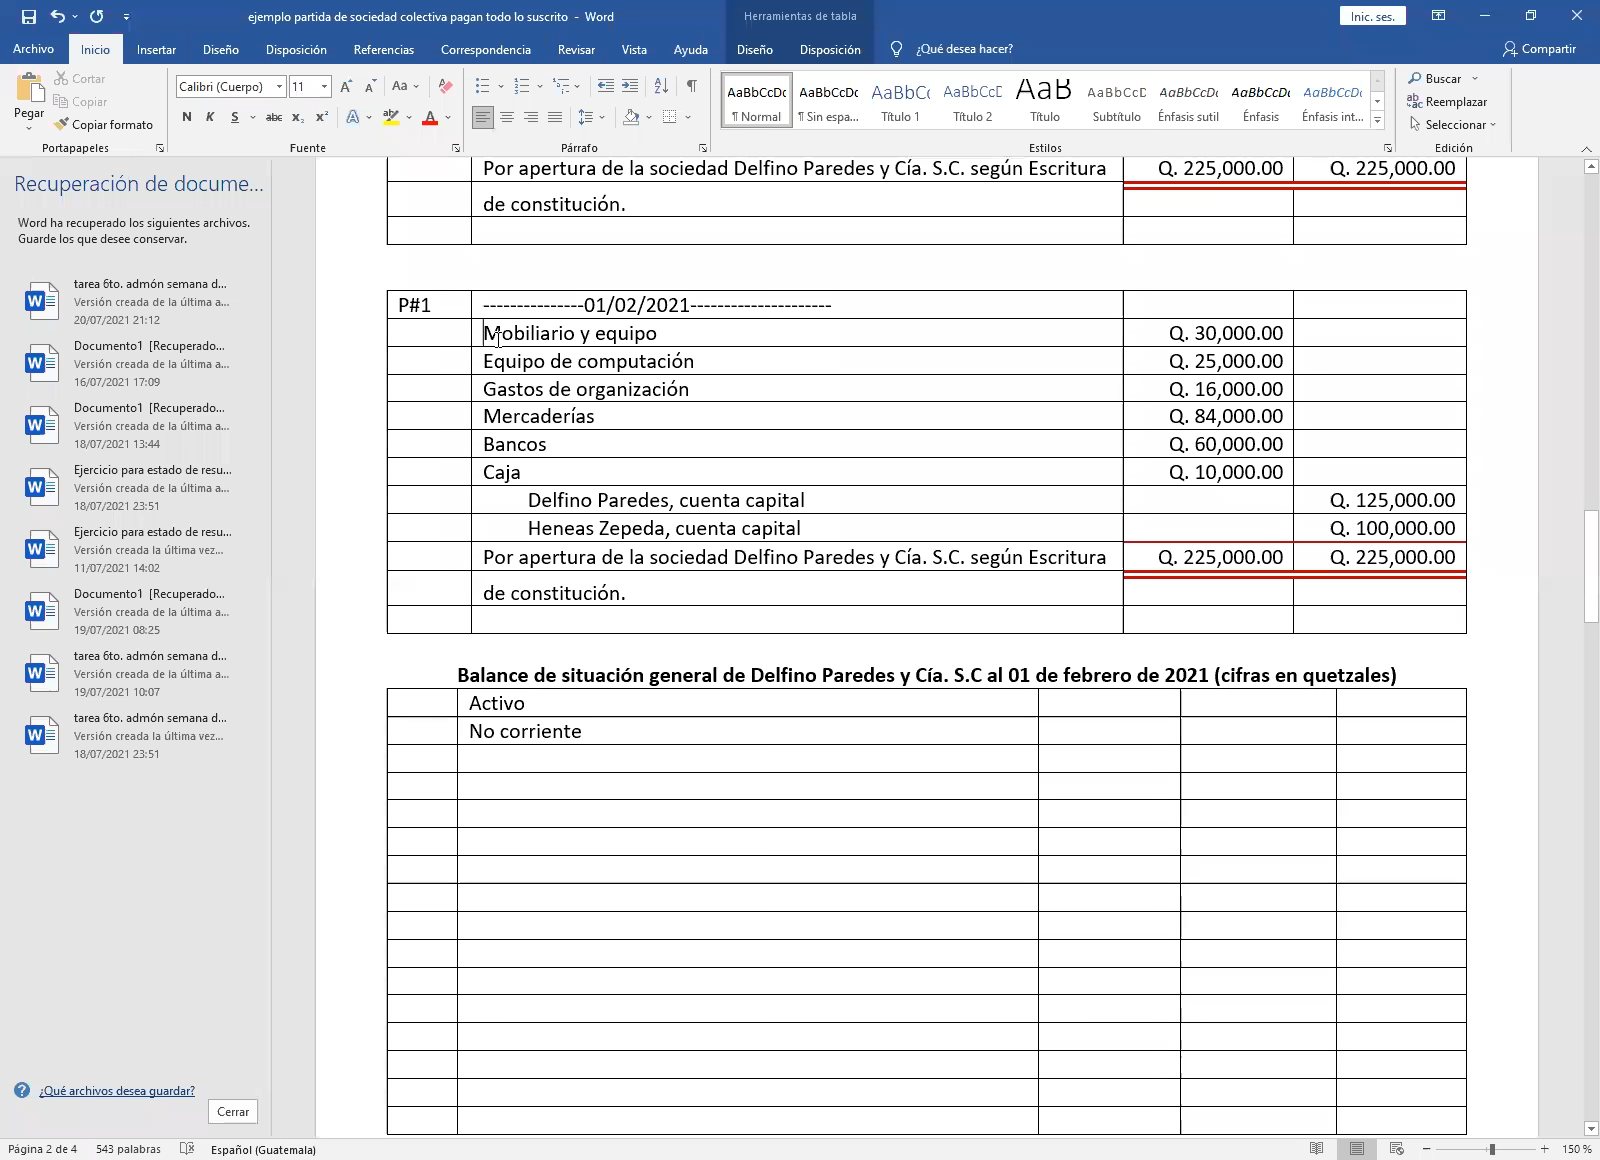 ejemplo partida de sociedad colectiva pagan todo lo suscrito - Word
Herramientas de tabla
Inic. ses.
Archivo Inicio Insertar Diseño Disposición Referencias Correspondencia Revisar Vista Ayuda Diseño Disposición ¿Qué desea hacer? Compartir
Pegar
Cortar
Copiar
Copiar formato
Portapapeles
Calibri (Cuerpo) 11
N K S abc x₂ x²
Fuente
Párrafo
AaBbCcDc AaBbCcDc AaBbCc AaBbCcD AaB AaBbCcD AaBbCcDc AaBbCcDc AaBbCcDc
¶ Normal ¶ Sin espa... Título 1 Título 2 Título Subtítulo Énfasis sutil Énfasis Énfasis int...
Estilos
Buscar
Reemplazar
Seleccionar
Edición
Recuperación de docume...
Word ha recuperado los siguientes archivos.
Guarde los que desee conservar.
tarea 6to. admón semana d...
Versión creada de la última a...
20/07/2021 21:12
Documento1 [Recuperado...
Versión creada de la última a...
16/07/2021 17:09
Documento1 [Recuperado...
Versión creada de la última a...
18/07/2021 13:44
Ejercicio para estado de resu...
Versión creada de la última a...
18/07/2021 23:51
Ejercicio para estado de resu...
Versión creada la última vez...
11/07/2021 14:02
Documento1 [Recuperado...
Versión creada de la última a...
19/07/2021 08:25
tarea 6to. admón semana d...
Versión creada de la última a...
19/07/2021 10:07
tarea 6to. admón semana d...
Versión creada la última vez...
18/07/2021 23:51
¿Qué archivos desea guardar?
Cerrar
Por apertura de la sociedad Delfino Paredes y Cía. S.C. según Escritura Q. 225,000.00 Q. 225,000.00
de constitución.
P#1 ---------------01/02/2021---------------------
Mobiliario y equipo Q. 30,000.00
Equipo de computación Q. 25,000.00
Gastos de organización Q. 16,000.00
Mercaderías Q. 84,000.00
Bancos Q. 60,000.00
Caja Q. 10,000.00
Delfino Paredes, cuenta capital Q. 125,000.00
Heneas Zepeda, cuenta capital Q. 100,000.00
Por apertura de la sociedad Delfino Paredes y Cía. S.C. según Escritura Q. 225,000.00 Q. 225,000.00
de constitución.
Balance de situación general de Delfino Paredes y Cía. S.C al 01 de febrero de 2021 (cifras en quetzales)
Activo
No corriente
Página 2 de 4 543 palabras Español (Guatemala) 150 %